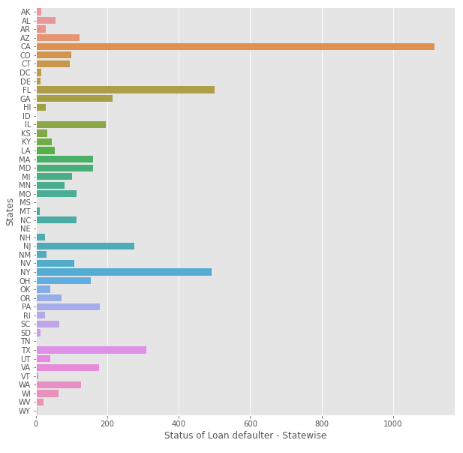 AK
AL
AR
AZ
CA
CO
CT
DC
DE
FL
GA
HI
ID
IL
KS
KY
LA
MA
MD
MI
MN
MO
MS
MT
NC
NE
NH
NJ
NM
NV
NY
OH
OK
OR
PA
RI
SC
SD
TN
TX
UT
VA
VT
WA
WI
WV
WY
States
0 200 400 600 800 1000
Status of Loan defaulter - Statewise